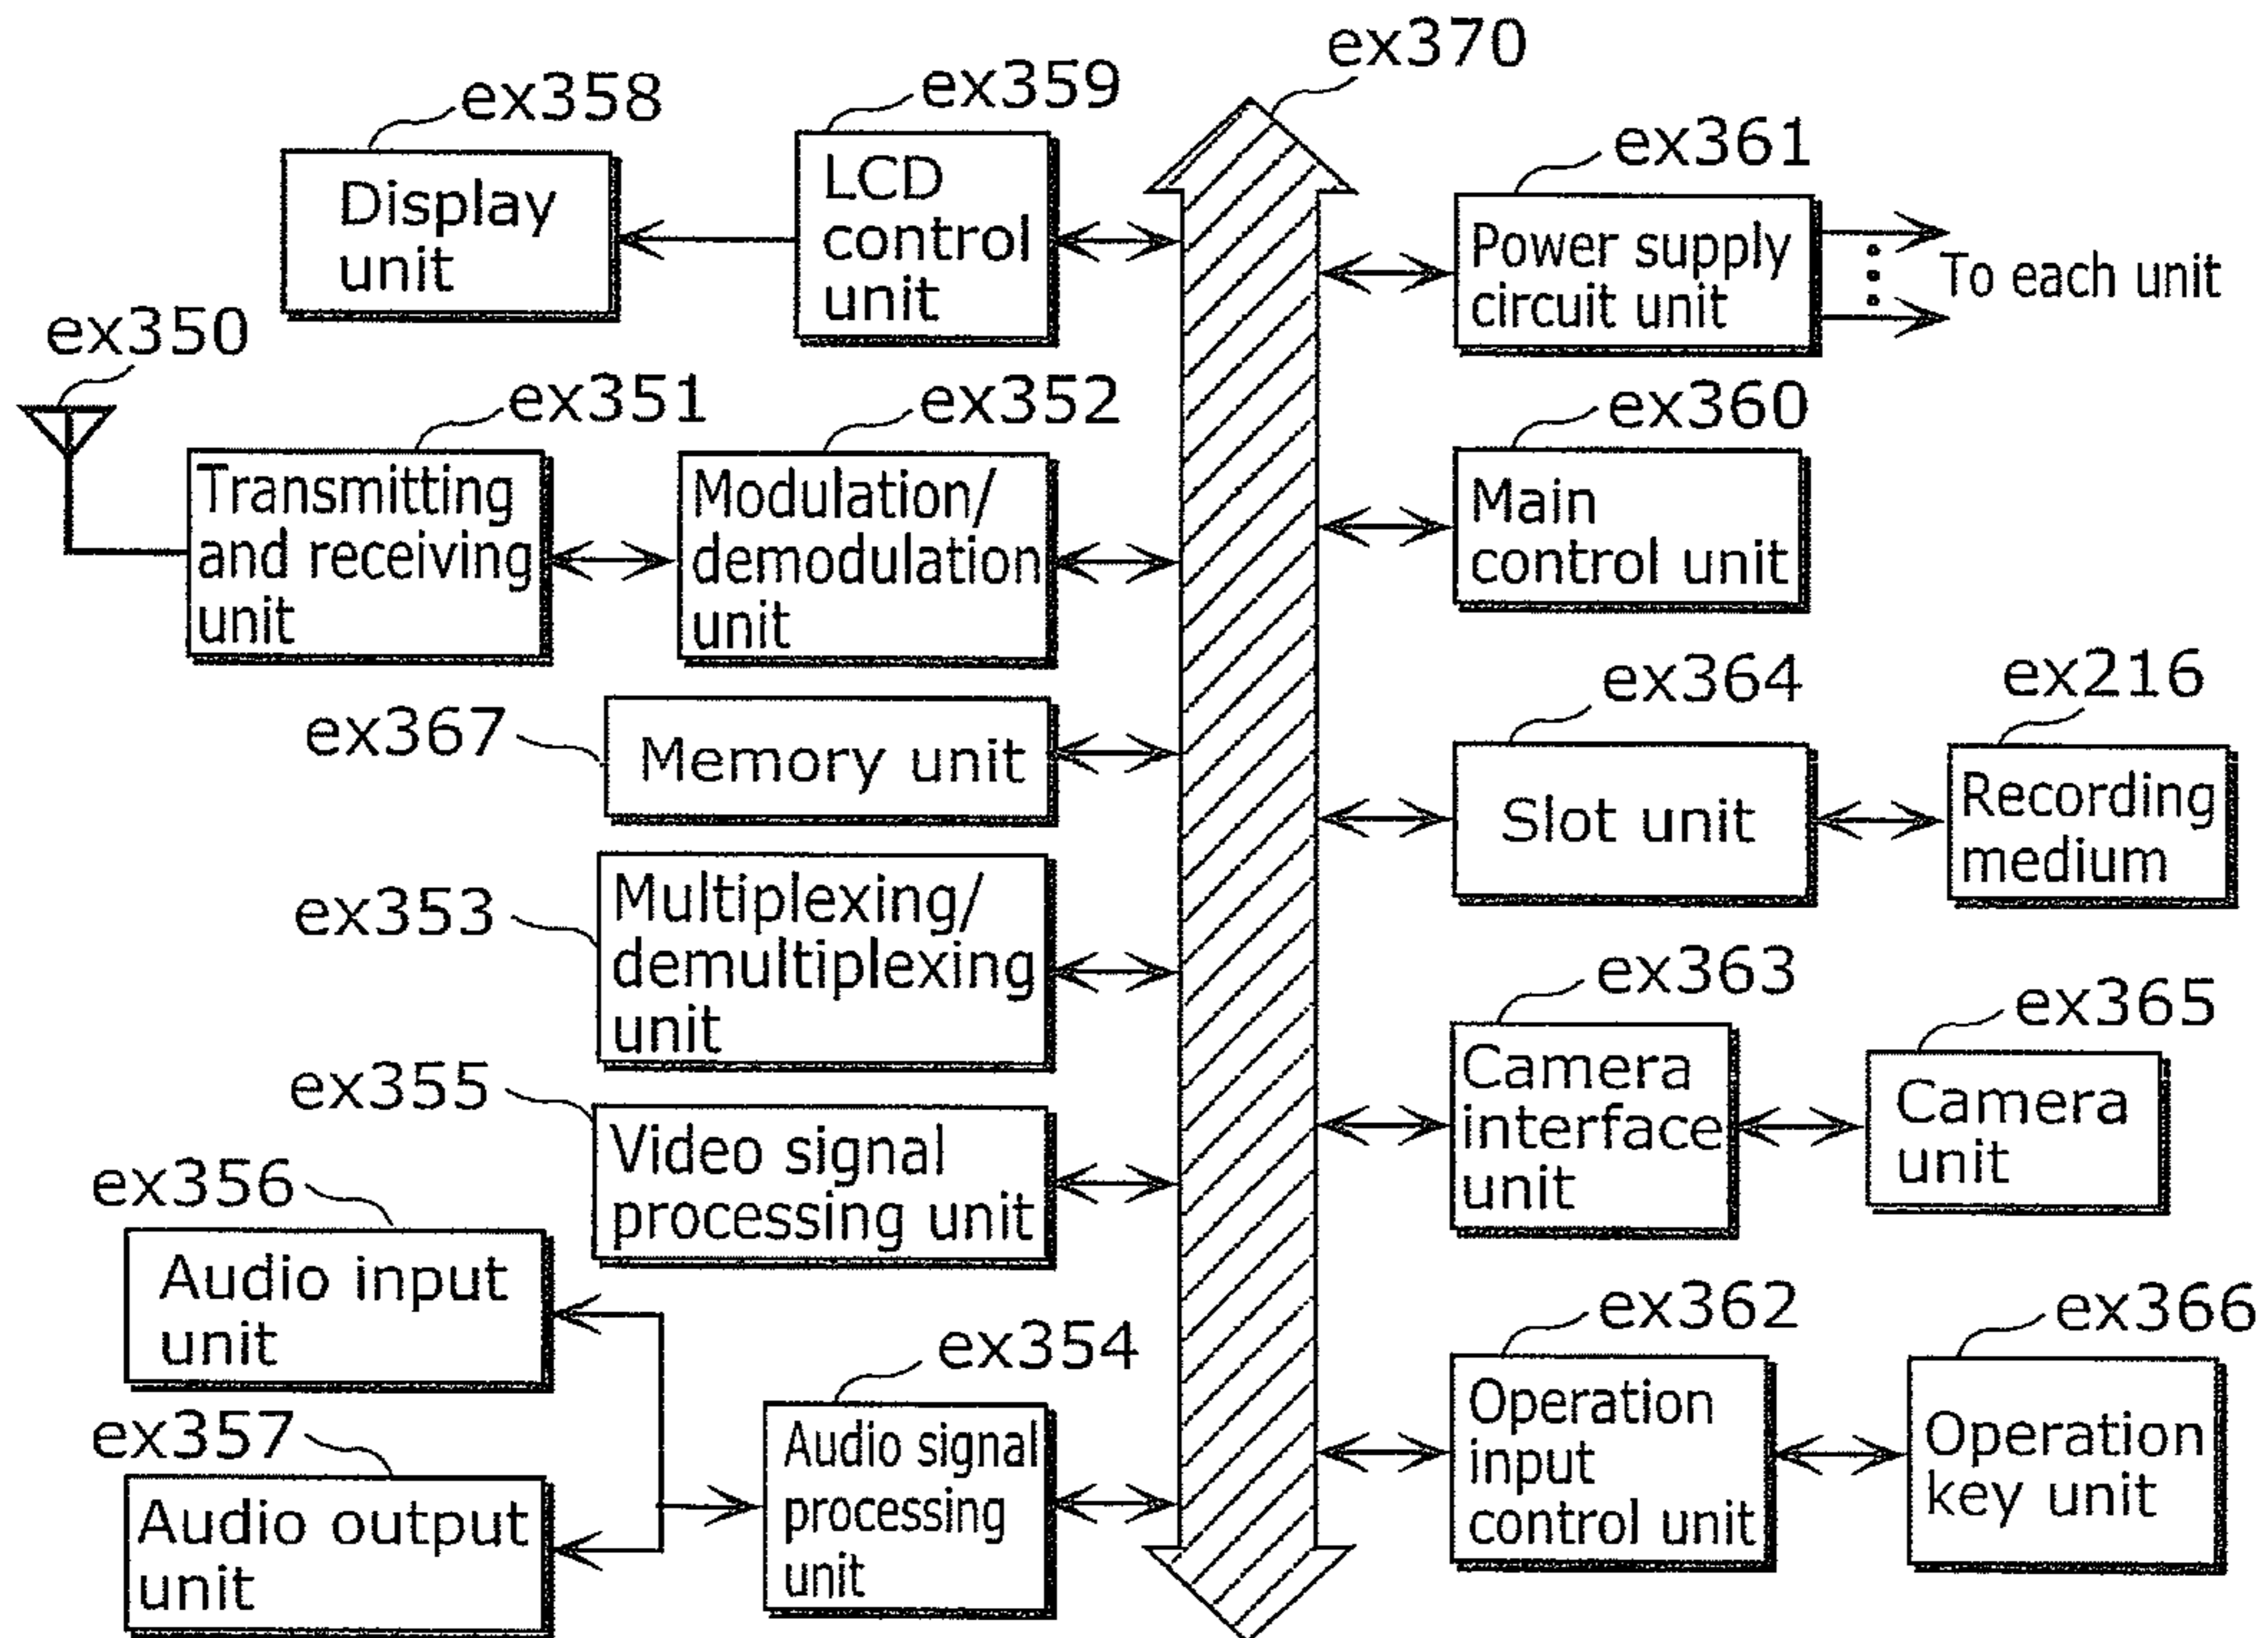 ex370
ex358
ex359
ex361
Display
unit
LCD
control
unit
Power supply
circuit unit
To each unit
ex350
ex351
ex352
ex360
Transmitting
and receiving
unit
Modulation/
demodulation
unit
Main
control unit
ex367
Memory unit
ex364
ex216
Slot unit
Recording
medium
ex353
Multiplexing/
demultiplexing
unit
ex363
ex365
Camera
interface
unit
Camera
unit
ex355
Video signal
processing unit
ex356
Audio input
unit
ex357
Audio output
unit
ex354
Audio signal
processing
unit
ex362
ex366
Operation
input
control unit
Operation
key unit